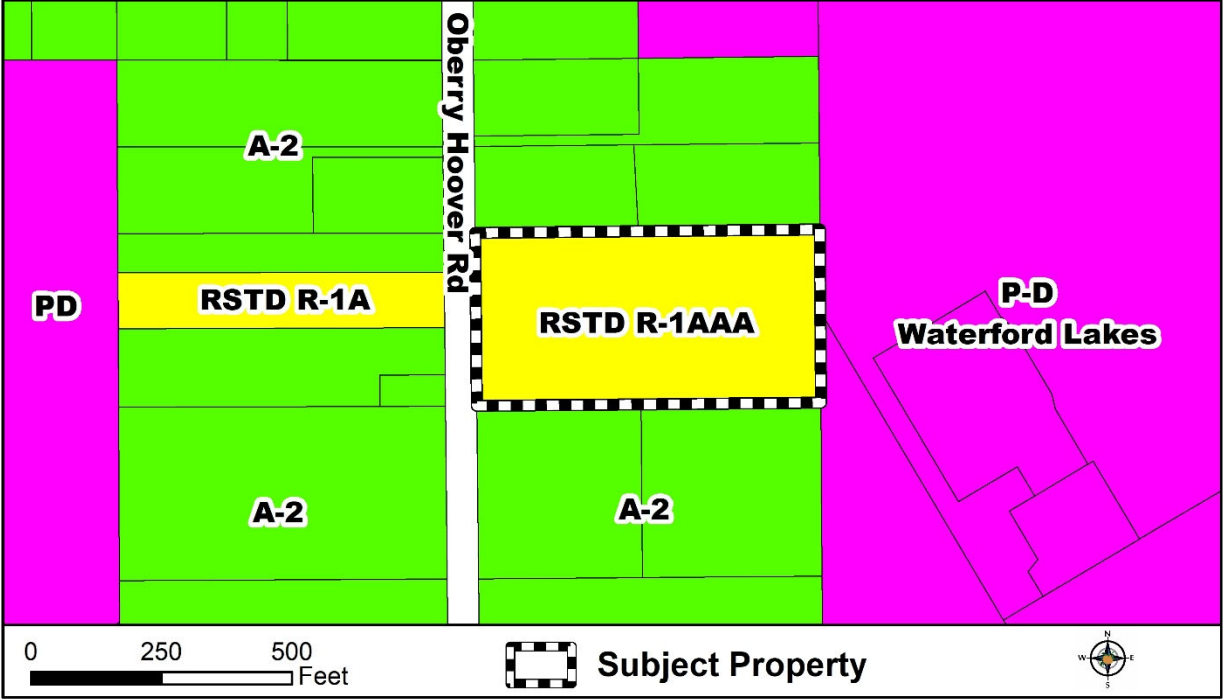 Oberry Hoover Rd
A-2
PD
RSTD R-1A
RSTD R-1AAA
P-D
Waterford Lakes
A-2
A-2
0 250 500
Feet
Subject Property
N
W E
S